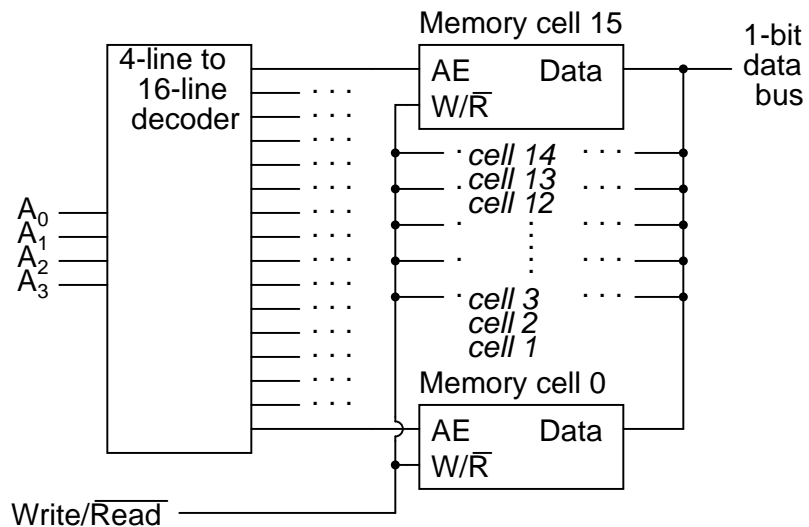 Memory cell 15
1-bit
data
bus
4-line to
16-line
decoder
AE Data
W/R̅
cell 14
cell 13
cell 12
A₀
A₁
A₂
A₃
cell 3
cell 2
cell 1
Memory cell 0
AE Data
W/R̅
Write/R̅e̅a̅d̅